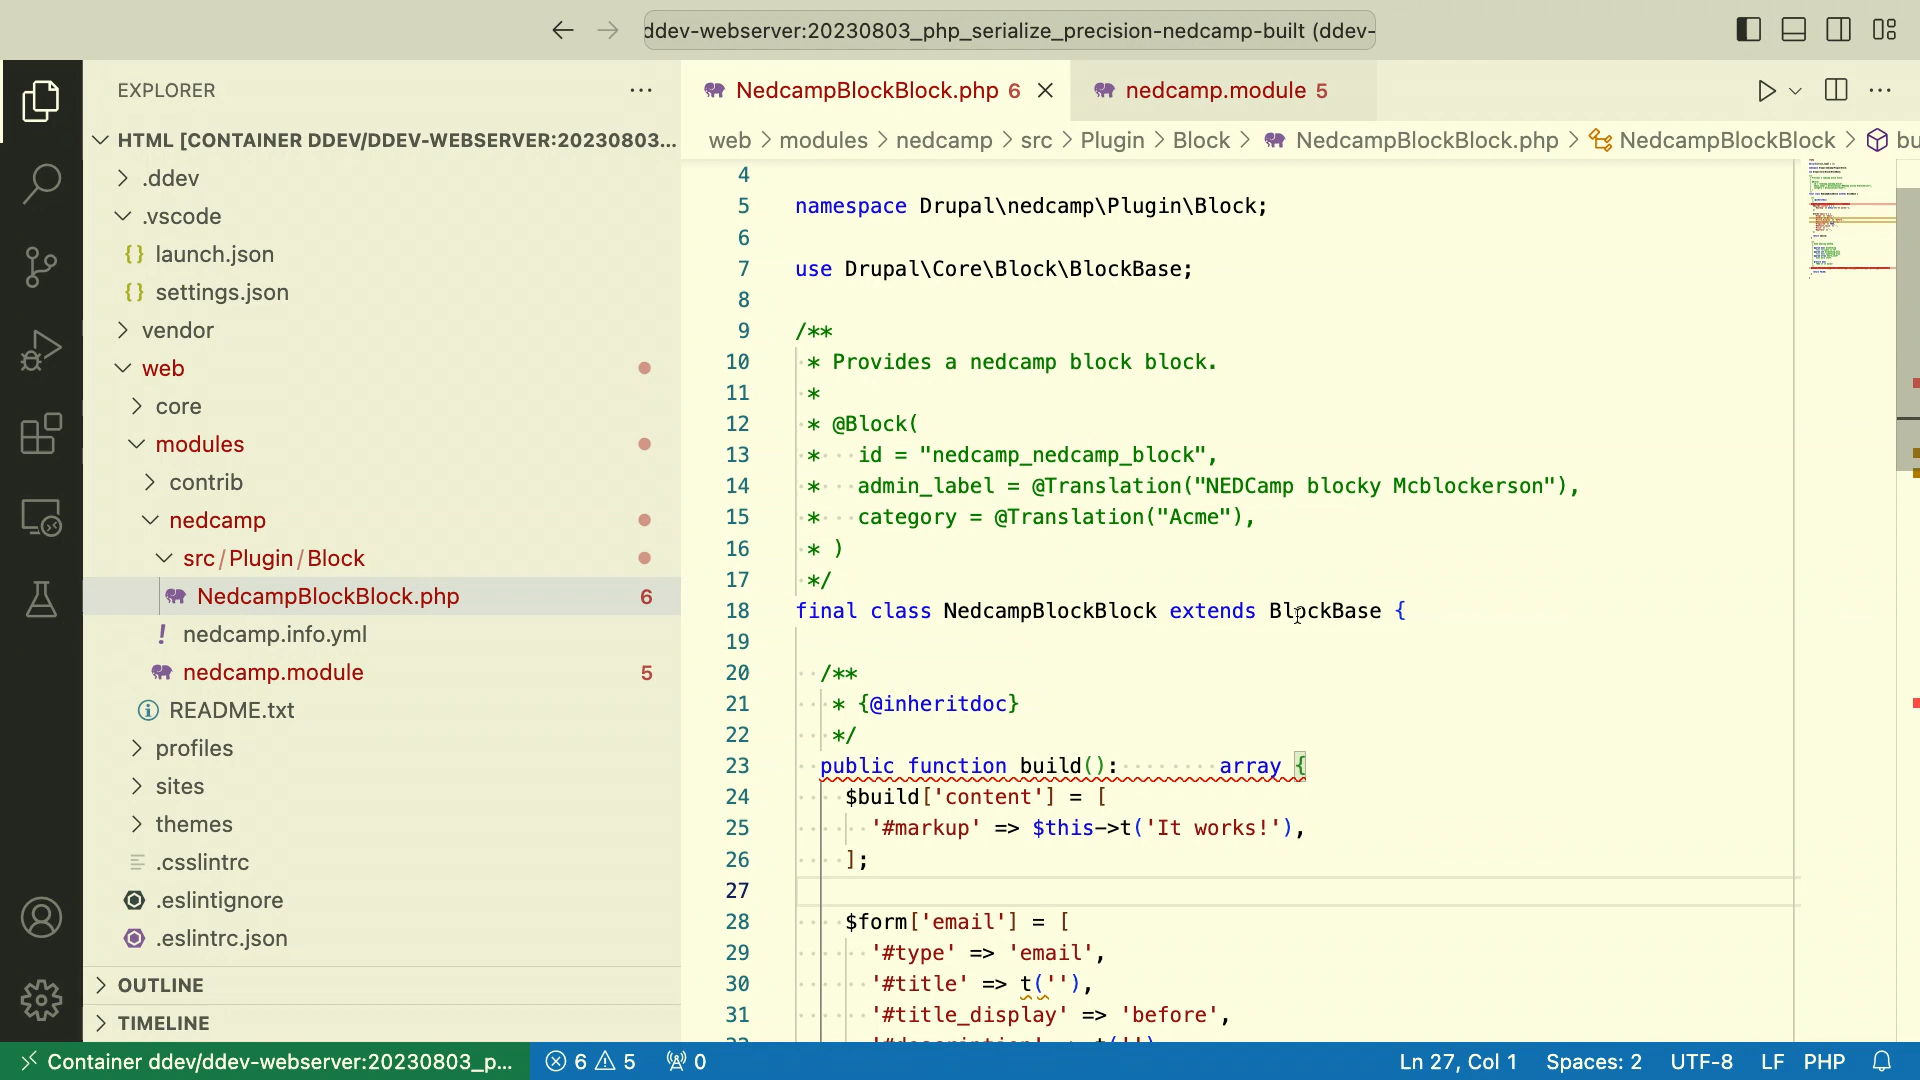 ddev-webserver:20230803_php_serialize_precision-nedcamp-built (ddev-
EXPLORER
HTML [CONTAINER DDEV/DDEV-WEBSERVER:20230803...
.ddev
.vscode
{} launch.json
{} settings.json
vendor
web
core
modules
contrib
nedcamp
src/Plugin/Block
NedcampBlockBlock.php 6
! nedcamp.info.yml
nedcamp.module 5
README.txt
profiles
sites
themes
.csslintrc
.eslintignore
.eslintrc.json
OUTLINE
TIMELINE
NedcampBlockBlock.php 6
nedcamp.module 5
web > modules > nedcamp > src > Plugin > Block > NedcampBlockBlock.php > NedcampBlockBlock > bu
4
5 namespace Drupal\nedcamp\Plugin\Block;
6
7 use Drupal\Core\Block\BlockBase;
8
9 /**
10 * Provides a nedcamp block block.
11 *
12 * @Block(
13 *   id = "nedcamp_nedcamp_block",
14 *   admin_label = @Translation("NEDCamp blocky Mcblockerson"),
15 *   category = @Translation("Acme"),
16 * )
17 */
18 final class NedcampBlockBlock extends BlockBase {
19
20 /**
21 * {@inheritdoc}
22 */
23 public function build():        array {
24 $build['content'] = [
25 '#markup' => $this->t('It works!'),
26 ];
27
28 $form['email'] = [
29 '#type' => 'email',
30 '#title' => t(''),
31 '#title_display' => 'before',
Container ddev/ddev-webserver:20230803_p... 6 5 0 Ln 27, Col 1 Spaces: 2 UTF-8 LF PHP